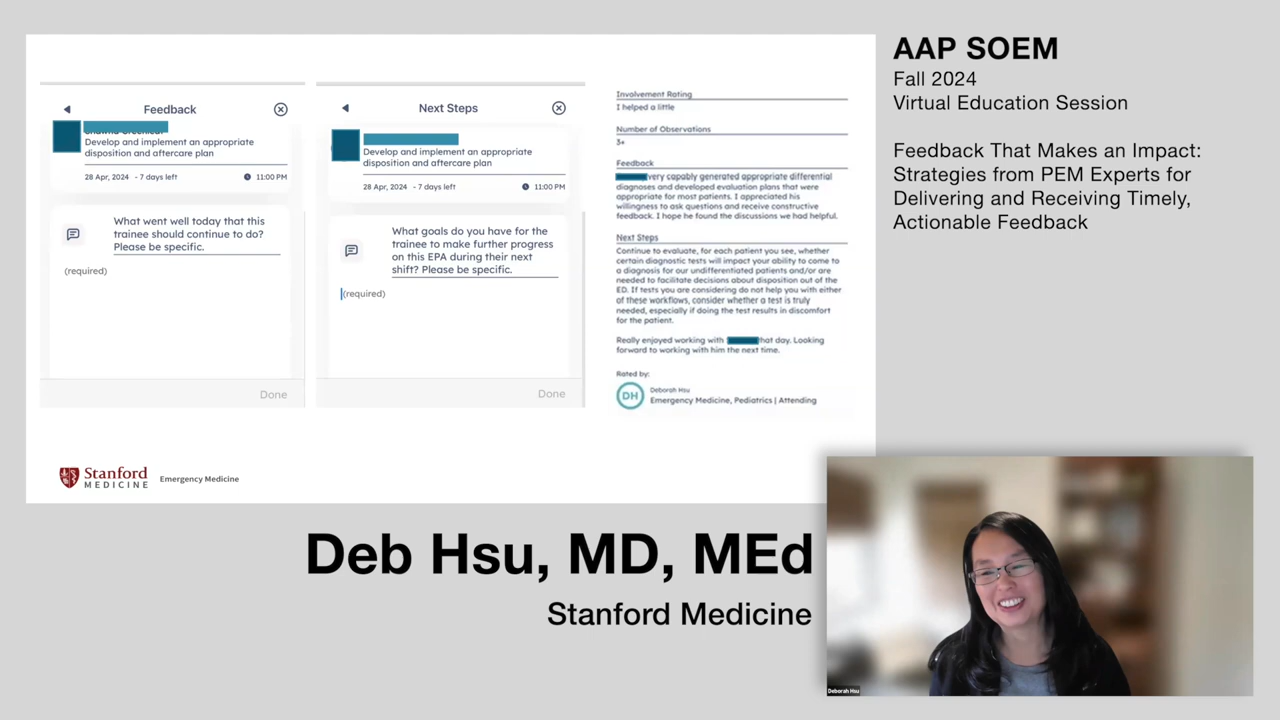 Feedback
Develop and implement an appropriate
disposition and aftercare plan
28 Apr, 2024 - 7 days left
11:00 PM
What went well today that this
trainee should continue to do?
Please be specific.
(required)
Done
Next Steps
Develop and implement an appropriate
disposition and aftercare plan
28 Apr, 2024 - 7 days left
11:00 PM
What goals do you have for the
trainee to make further progress
on this EPA during their next
shift? Please be specific.
(required)
Done
Involvement Rating
I helped a little
Number of Observations
3+
Feedback
very capably generated appropriate differential
diagnoses and developed evaluation plans that were
appropriate for most patients. I appreciated his
willingness to ask questions and receive constructive
feedback. I hope he found the discussions we had helpful.
Next Steps
Continue to evaluate, for each patient you see, whether
certain diagnostic tests will impact your ability to come to
a diagnosis for our undifferentiated patients and/or are
needed to facilitate decisions about disposition out of the
ED. If tests you are considering do not help you with either
of these workflows, consider whether a test is truly
needed, especially if doing the test results in discomfort
for the patient.
Really enjoyed working with hat day. Looking
forward to working with him the next time.
Rated by:
DH
Deborah Hsu
Emergency Medicine, Pediatrics | Attending
Stanford
MEDICINE
Emergency Medicine
AAP SOEM
Fall 2024
Virtual Education Session
Feedback That Makes an Impact:
Strategies from PEM Experts for
Delivering and Receiving Timely,
Actionable Feedback
Deb Hsu, MD, MEd
Stanford Medicine
Deborah Hsu